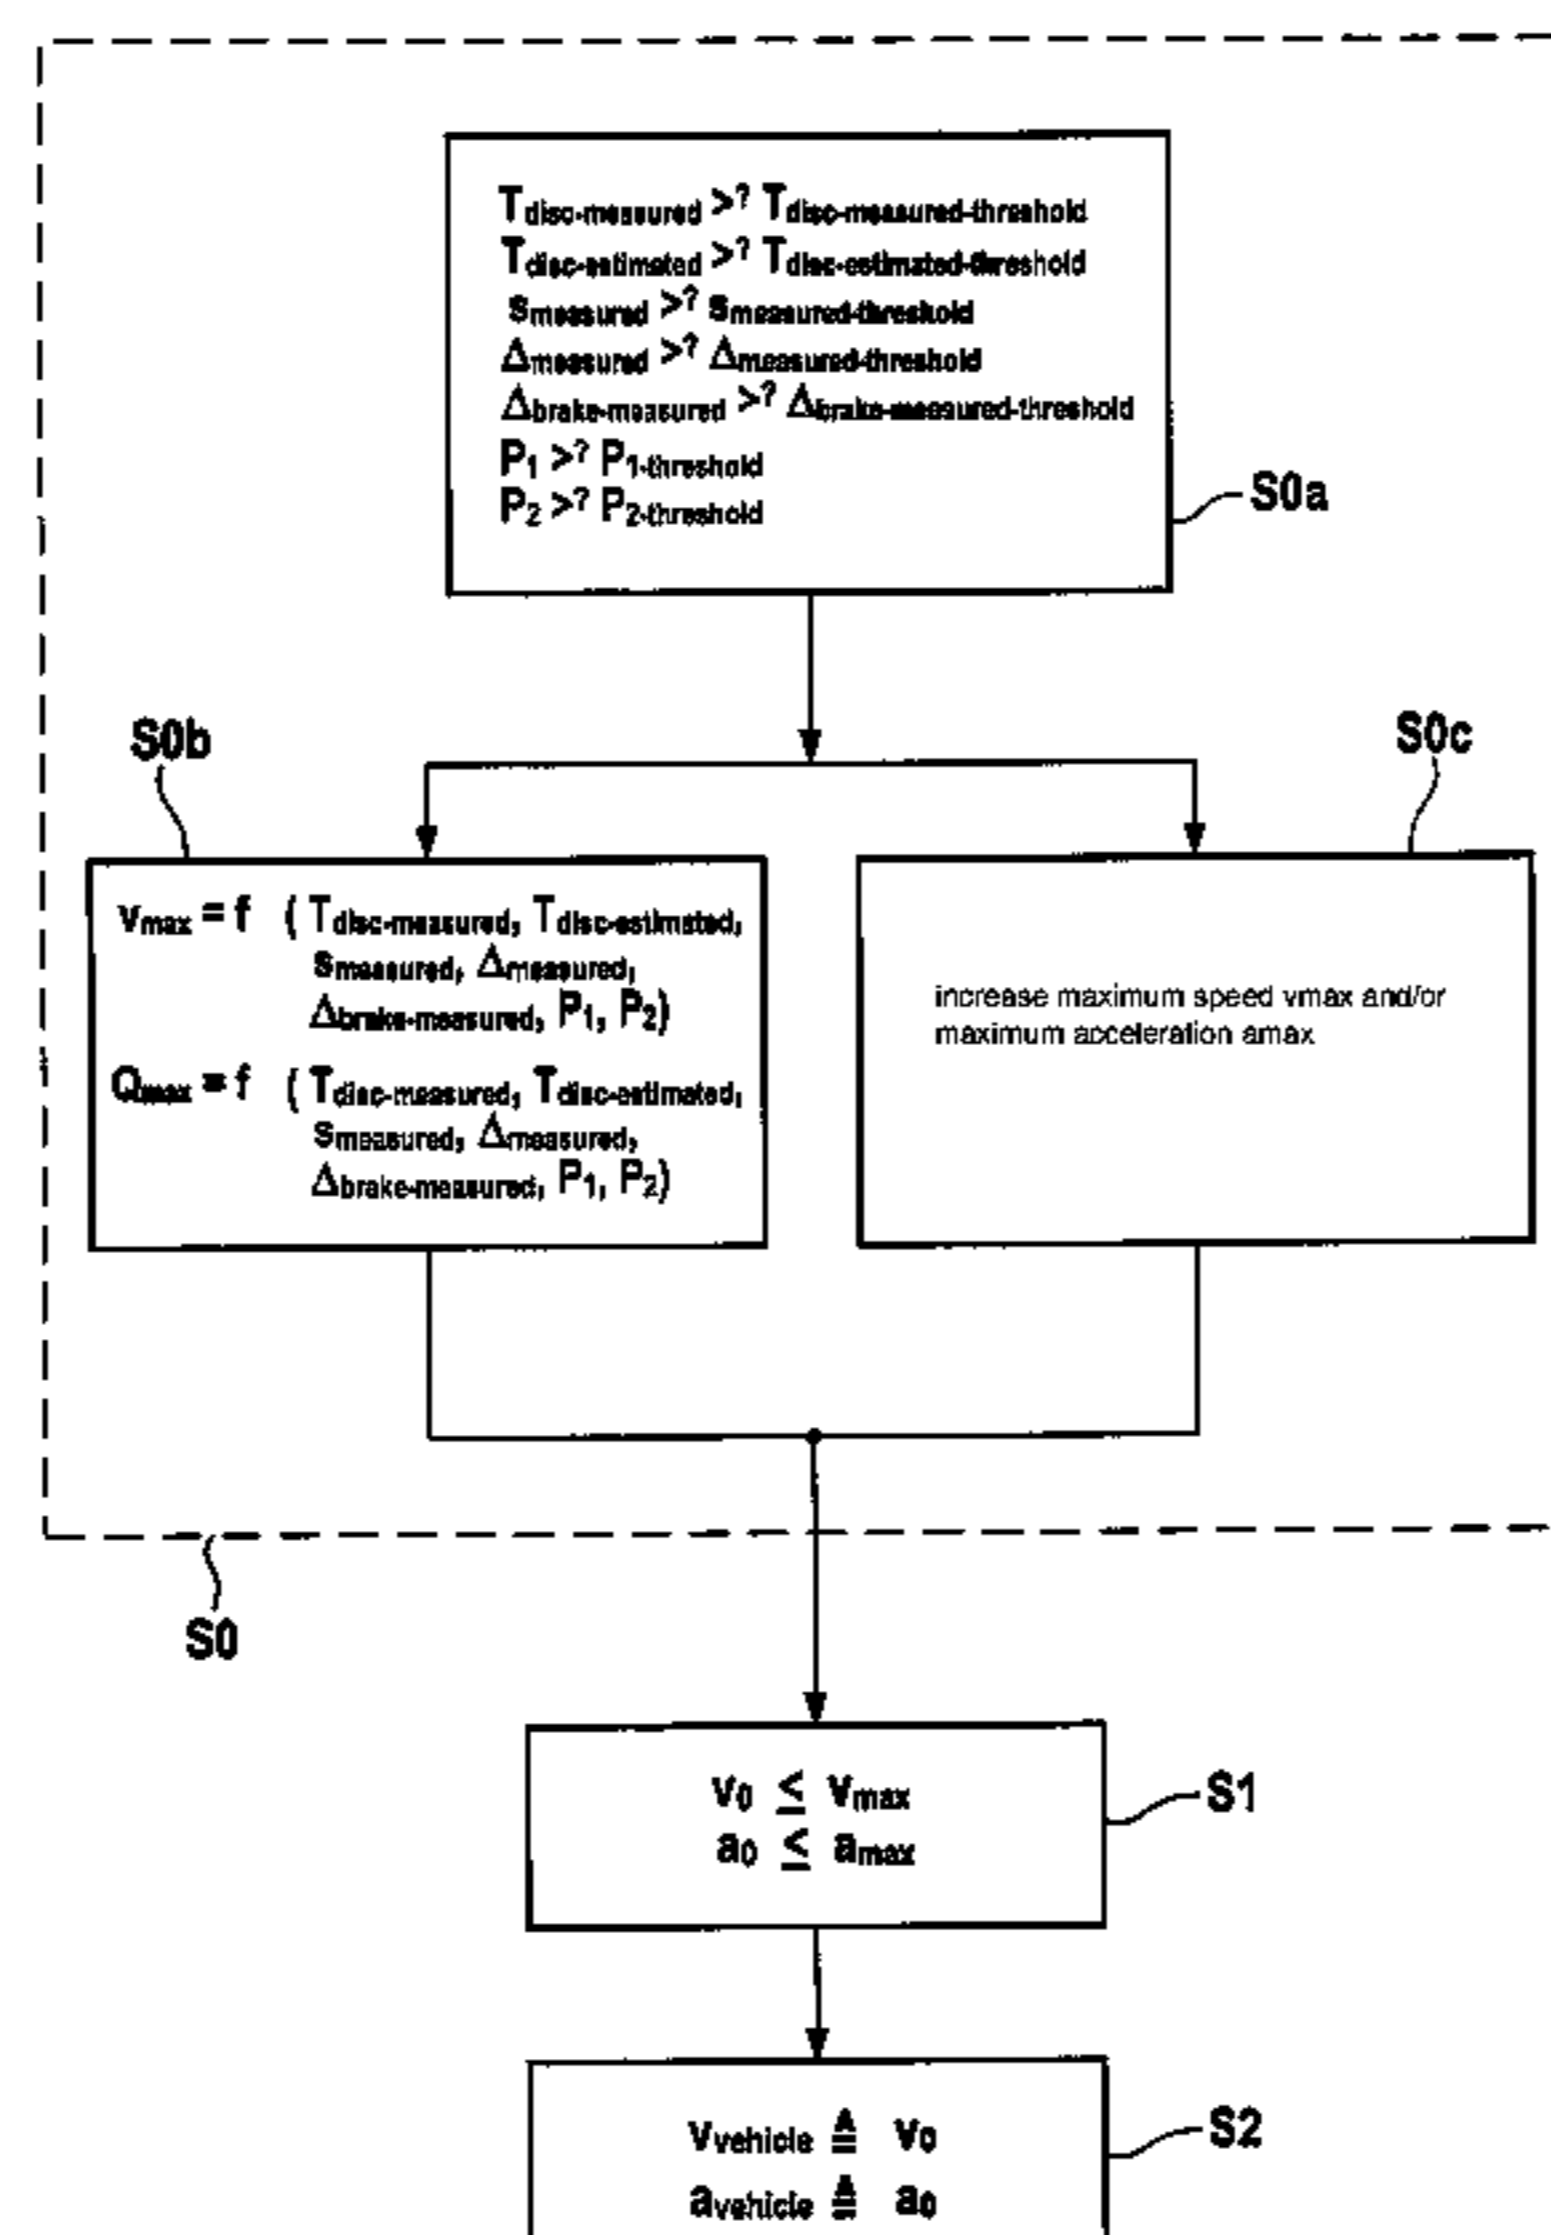 Tdisc-measured >? Tdisc-measured-threshold
Tdisc-estimated >? Tdisc-estimated-threshold
smeasured >? smeasured-threshold
Δmeasured >? Δmeasured-threshold
Δbrake-measured >? Δbrake-measured-threshold
P1 >? P1-threshold
P2 >? P2-threshold
S0a
S0b
S0c
vmax = f ( Tdisc-measured, Tdisc-estimated,
smeasured, Δmeasured,
Δbrake-measured, P1, P2)
Qmax = f ( Tdisc-measured, Tdisc-estimated,
smeasured, Δmeasured,
Δbrake-measured, P1, P2)
increase maximum speed vmax and/or
maximum acceleration amax
S0
v0 ≤ vmax
a0 ≤ amax
S1
vvehicle ≙ v0
avehicle ≙ a0
S2